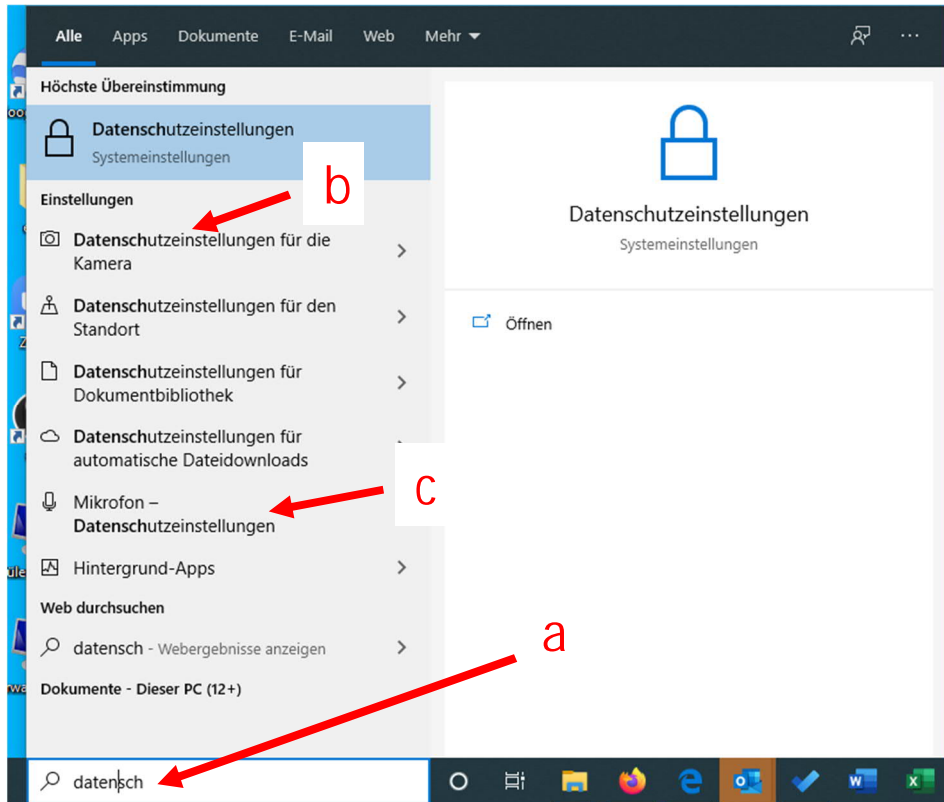 Alle Apps Dokumente E-Mail Web Mehr
Höchste Übereinstimmung
Datenschutzeinstellungen
Systemeinstellungen
b
Einstellungen
Datenschutzeinstellungen für die
Kamera
Datenschutzeinstellungen für den
Standort
Datenschutzeinstellungen für
Dokumentbibliothek
Datenschutzeinstellungen für
automatische Dateidownloads
c
Mikrofon –
Datenschutzeinstellungen
Hintergrund-Apps
Web durchsuchen
datensch - Webergebnisse anzeigen
Dokumente - Dieser PC (12+)
a
datensch
Datenschutzeinstellungen
Systemeinstellungen
Öffnen